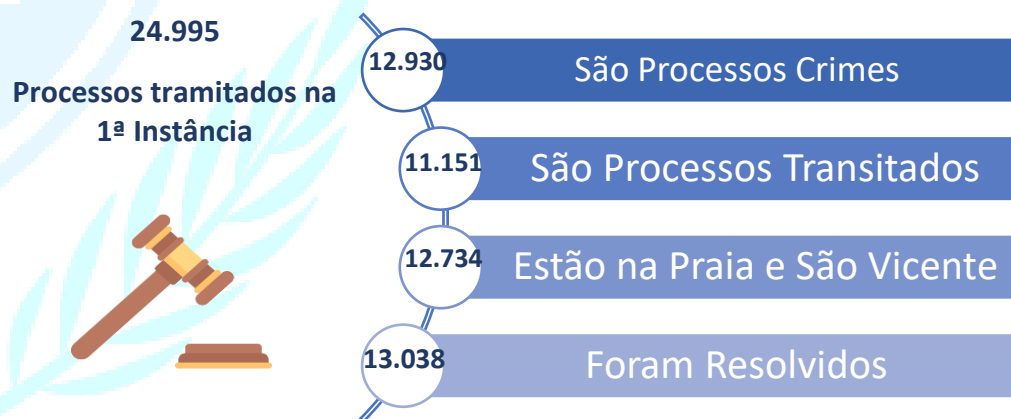 24.995
Processos tramitados na
1ª Instância
12.930
São Processos Crimes
11.151
São Processos Transitados
12.734
Estão na Praia e São Vicente
13.038
Foram Resolvidos